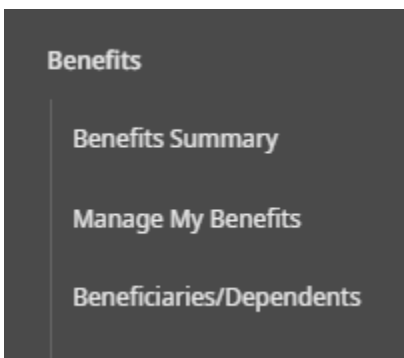 Benefits
Benefits Summary
Manage My Benefits
Beneficiaries/Dependents